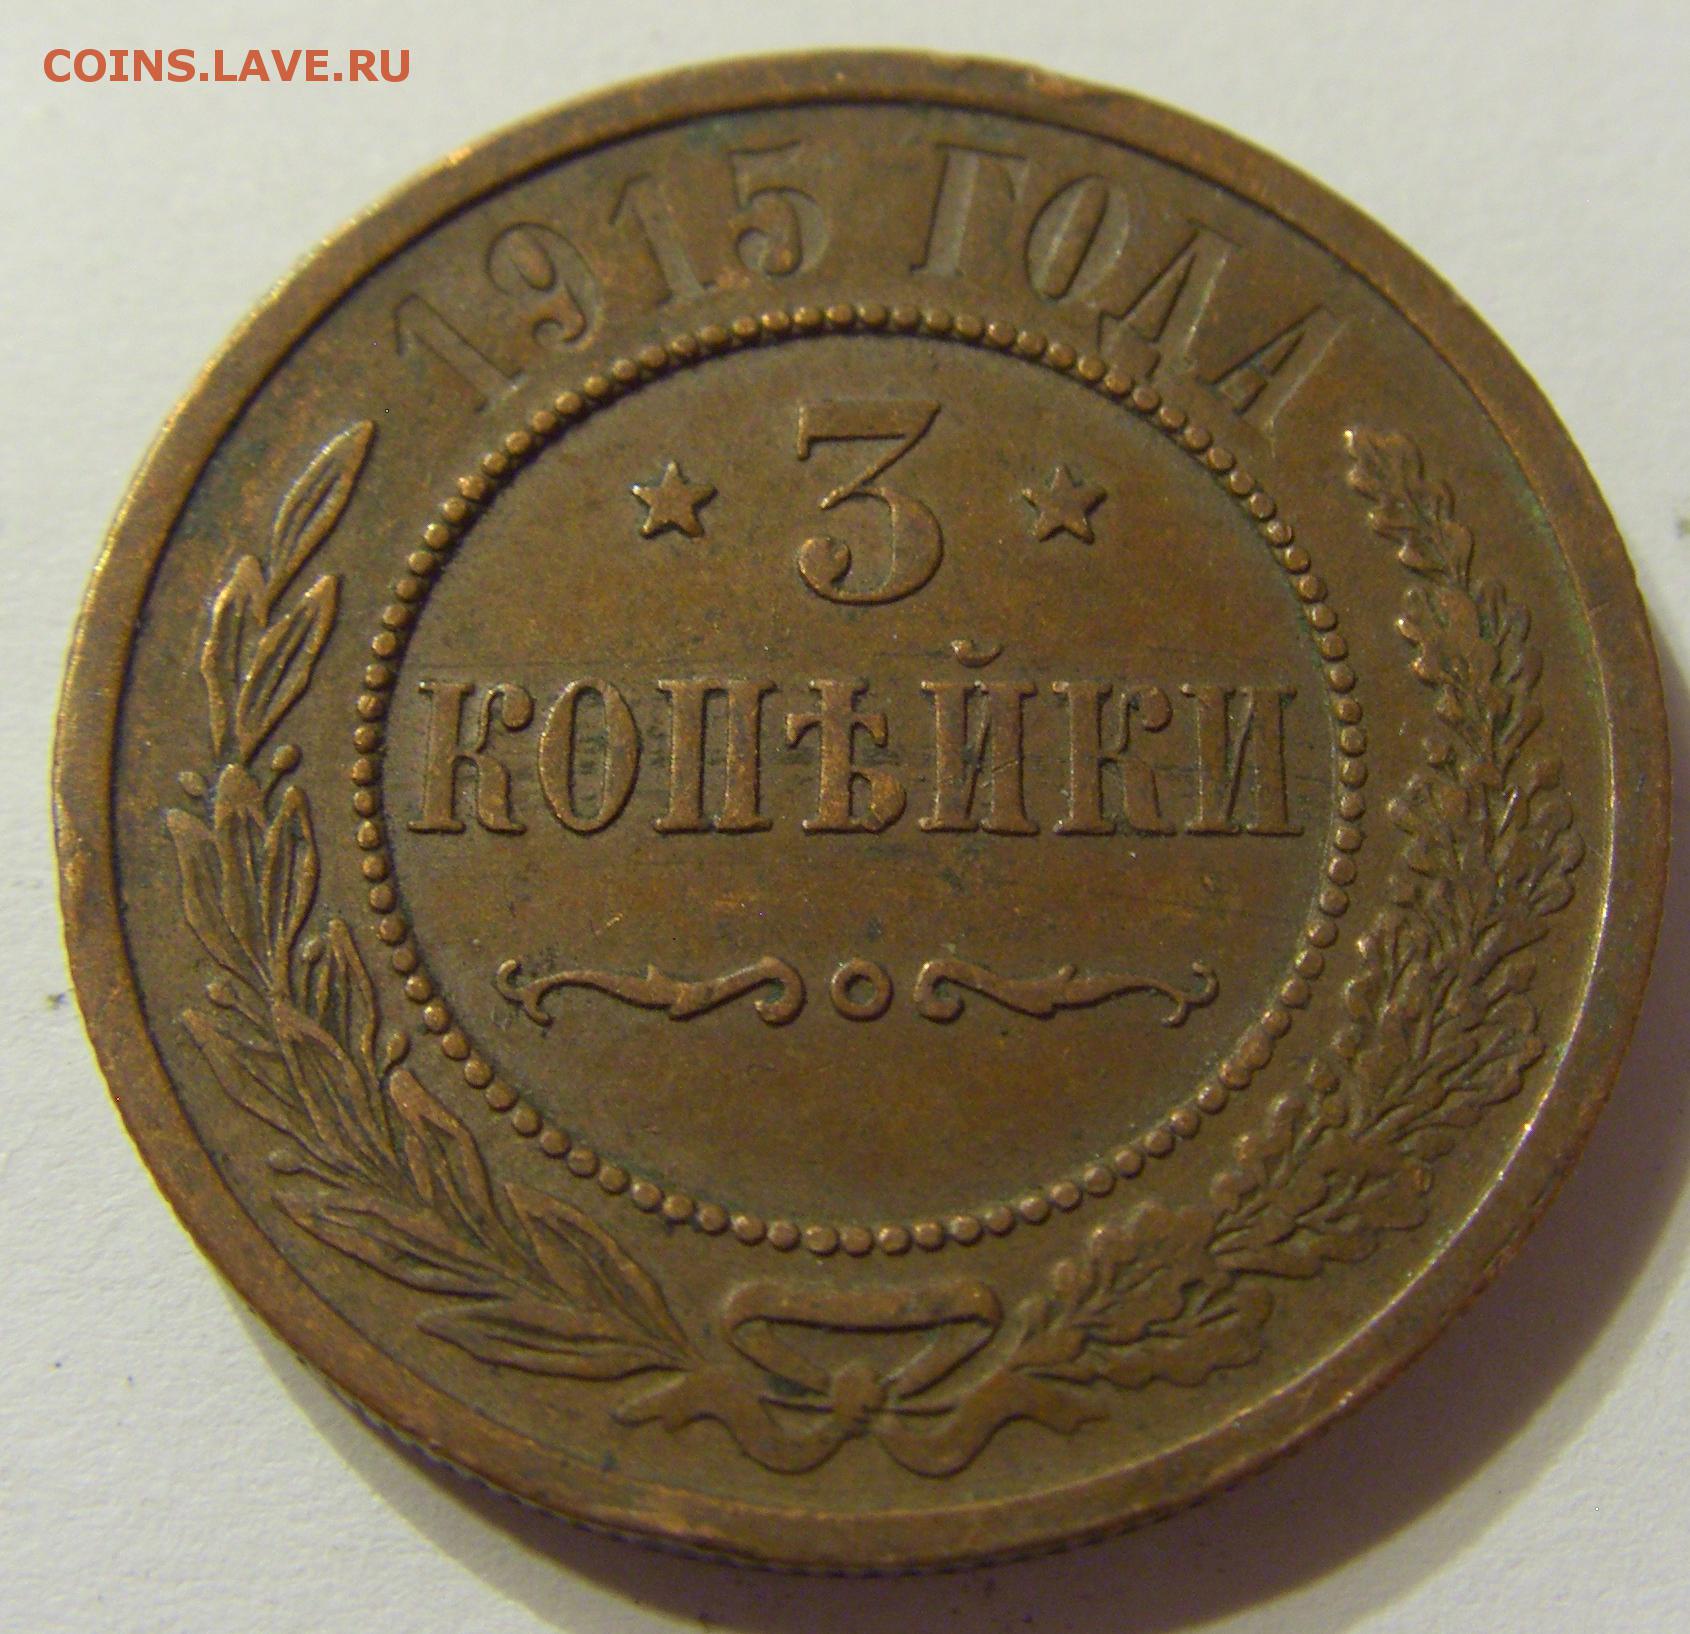 COINS.LAVE.RU
1915 ГОДА
3
КОПѢЙКИ